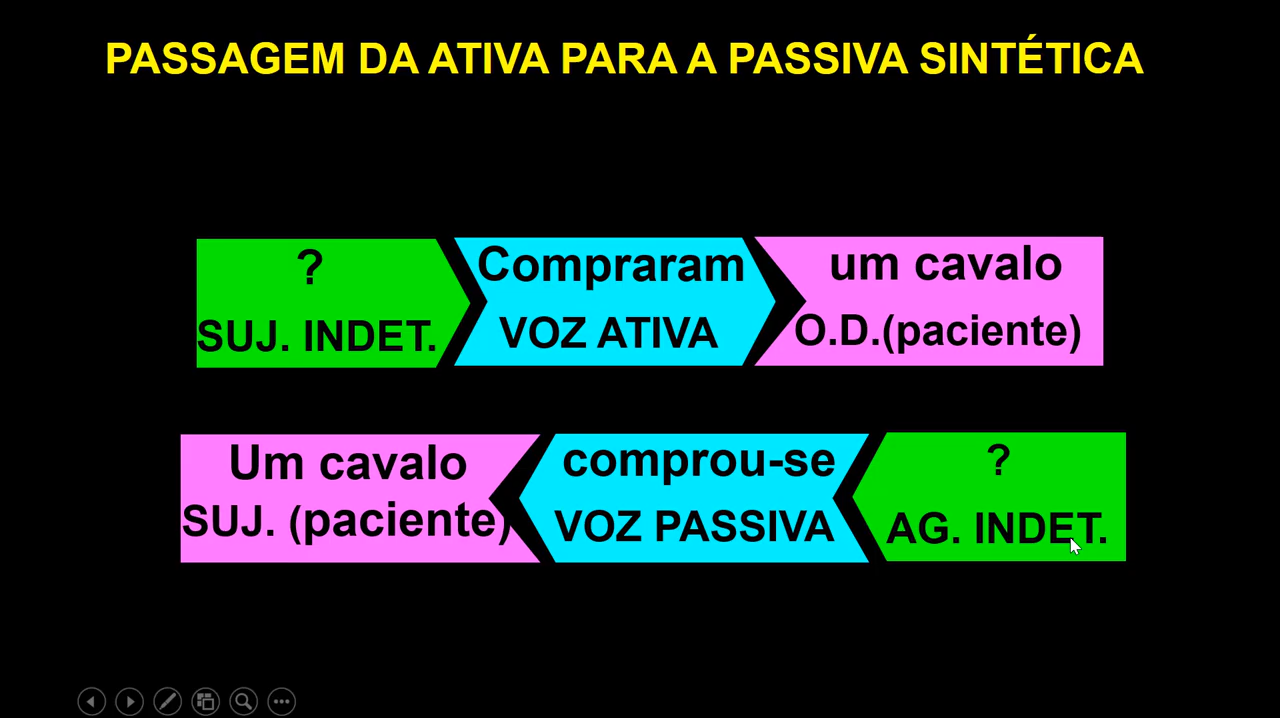 PASSAGEM DA ATIVA PARA A PASSIVA SINTÉTICA
?
SUJ. INDET.
Compraram
VOZ ATIVA
um cavalo
O.D.(paciente)
Um cavalo
SUJ. (paciente)
comprou-se
VOZ PASSIVA
?
AG. INDET.